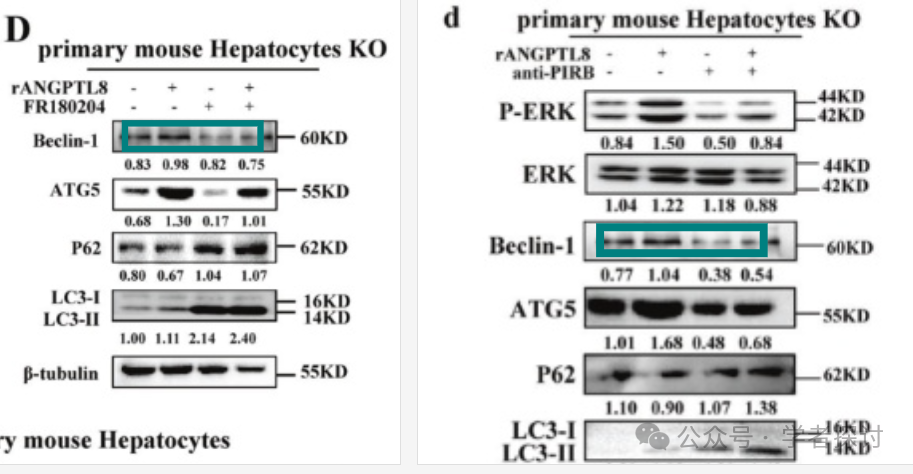 D
primary mouse Hepatocytes KO
rANGPTL8 - + - +
FR180204 - - + +
Beclin-1 60KD
0.83 0.98 0.82 0.75
ATG5 55KD
0.68 1.30 0.17 1.01
P62 62KD
0.80 0.67 1.04 1.07
LC3-I 16KD
LC3-II 14KD
1.00 1.11 2.14 2.40
β-tubulin 55KD
ry mouse Hepatocytes
d
primary mouse Hepatocytes KO
rANGPTL8 - + - +
anti-PIRB - - + +
P-ERK 44KD
42KD
0.84 1.50 0.50 0.84
ERK 44KD
42KD
1.04 1.22 1.18 0.88
Beclin-1 60KD
0.77 1.04 0.38 0.54
ATG5 55KD
1.01 1.68 0.48 0.68
P62 62KD
1.10 0.90 1.07 1.38
LC3-I 16KD
公众号 · 学者探讨
LC3-II 14KD